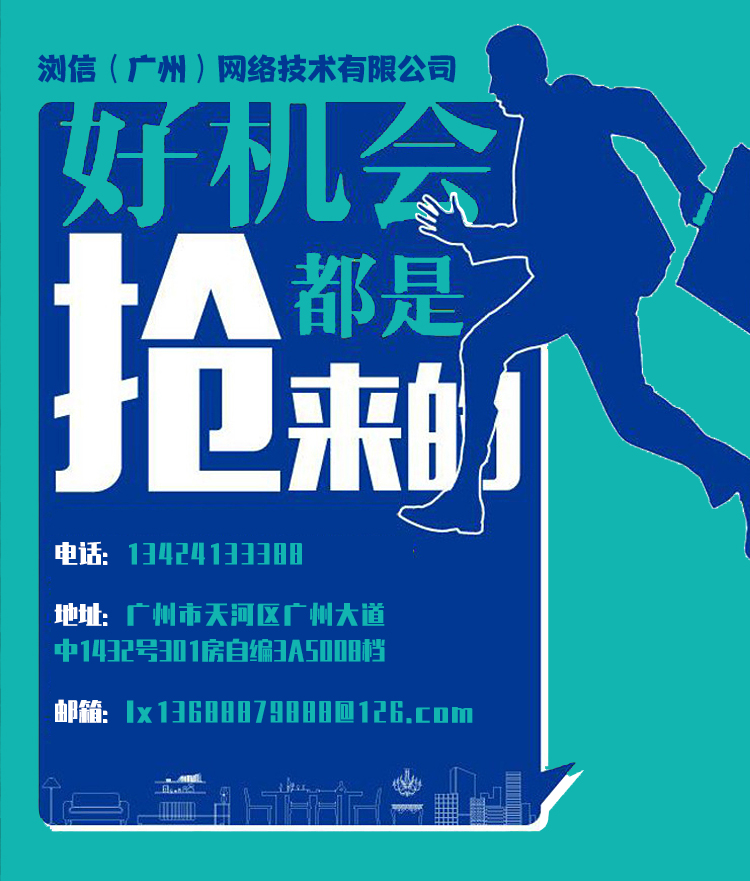 浏信（广州）网络技术有限公司
好机会
都是
抢来的
电话: 13424133388
地址: 广州市天河区广州大道
中1432号301房自编3A5008档
邮箱: lx13688879888@126.com